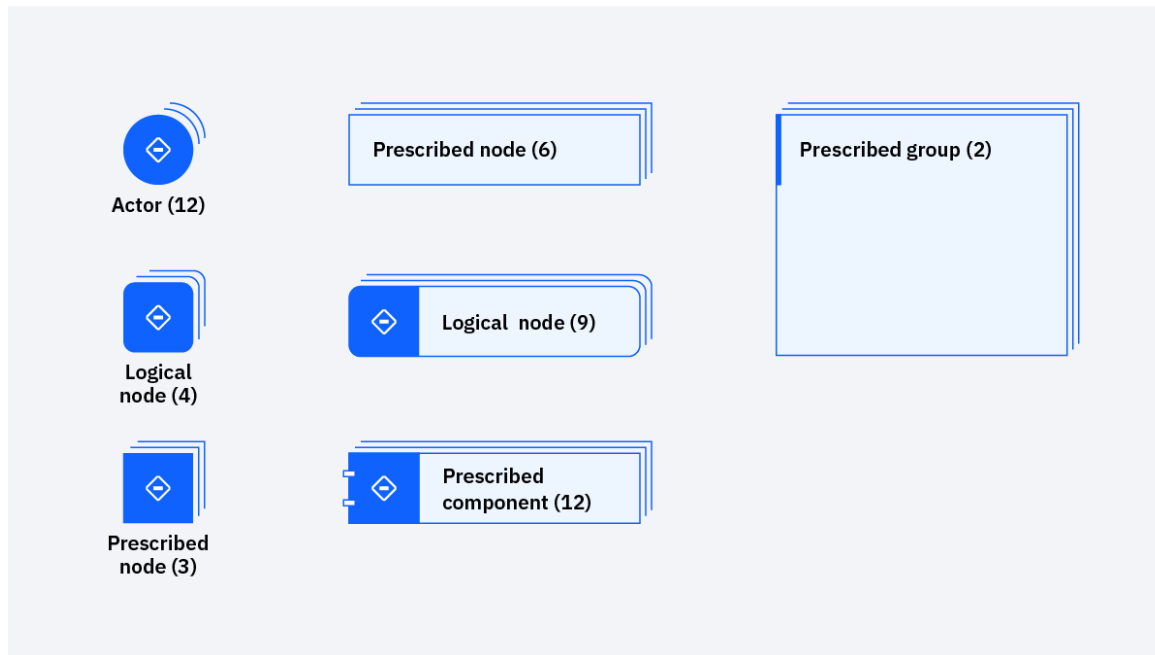 Actor (12)
Prescribed node (6)
Prescribed group (2)
Logical
node (4)
Logical  node (9)
Prescribed
node (3)
Prescribed
component (12)